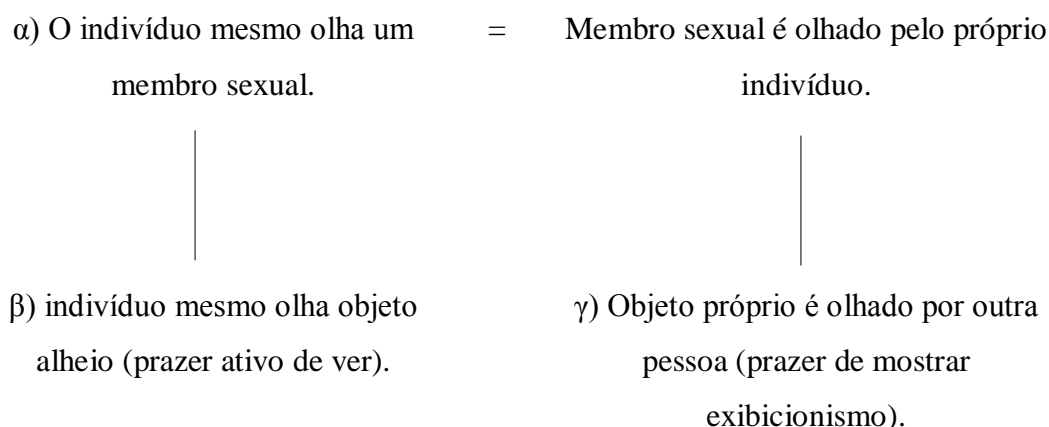 α) O indivíduo mesmo olha um
membro sexual.
=
Membro sexual é olhado pelo próprio
indivíduo.
β) indivíduo mesmo olha objeto
alheio (prazer ativo de ver).
γ) Objeto próprio é olhado por outra
pessoa (prazer de mostrar
exibicionismo).